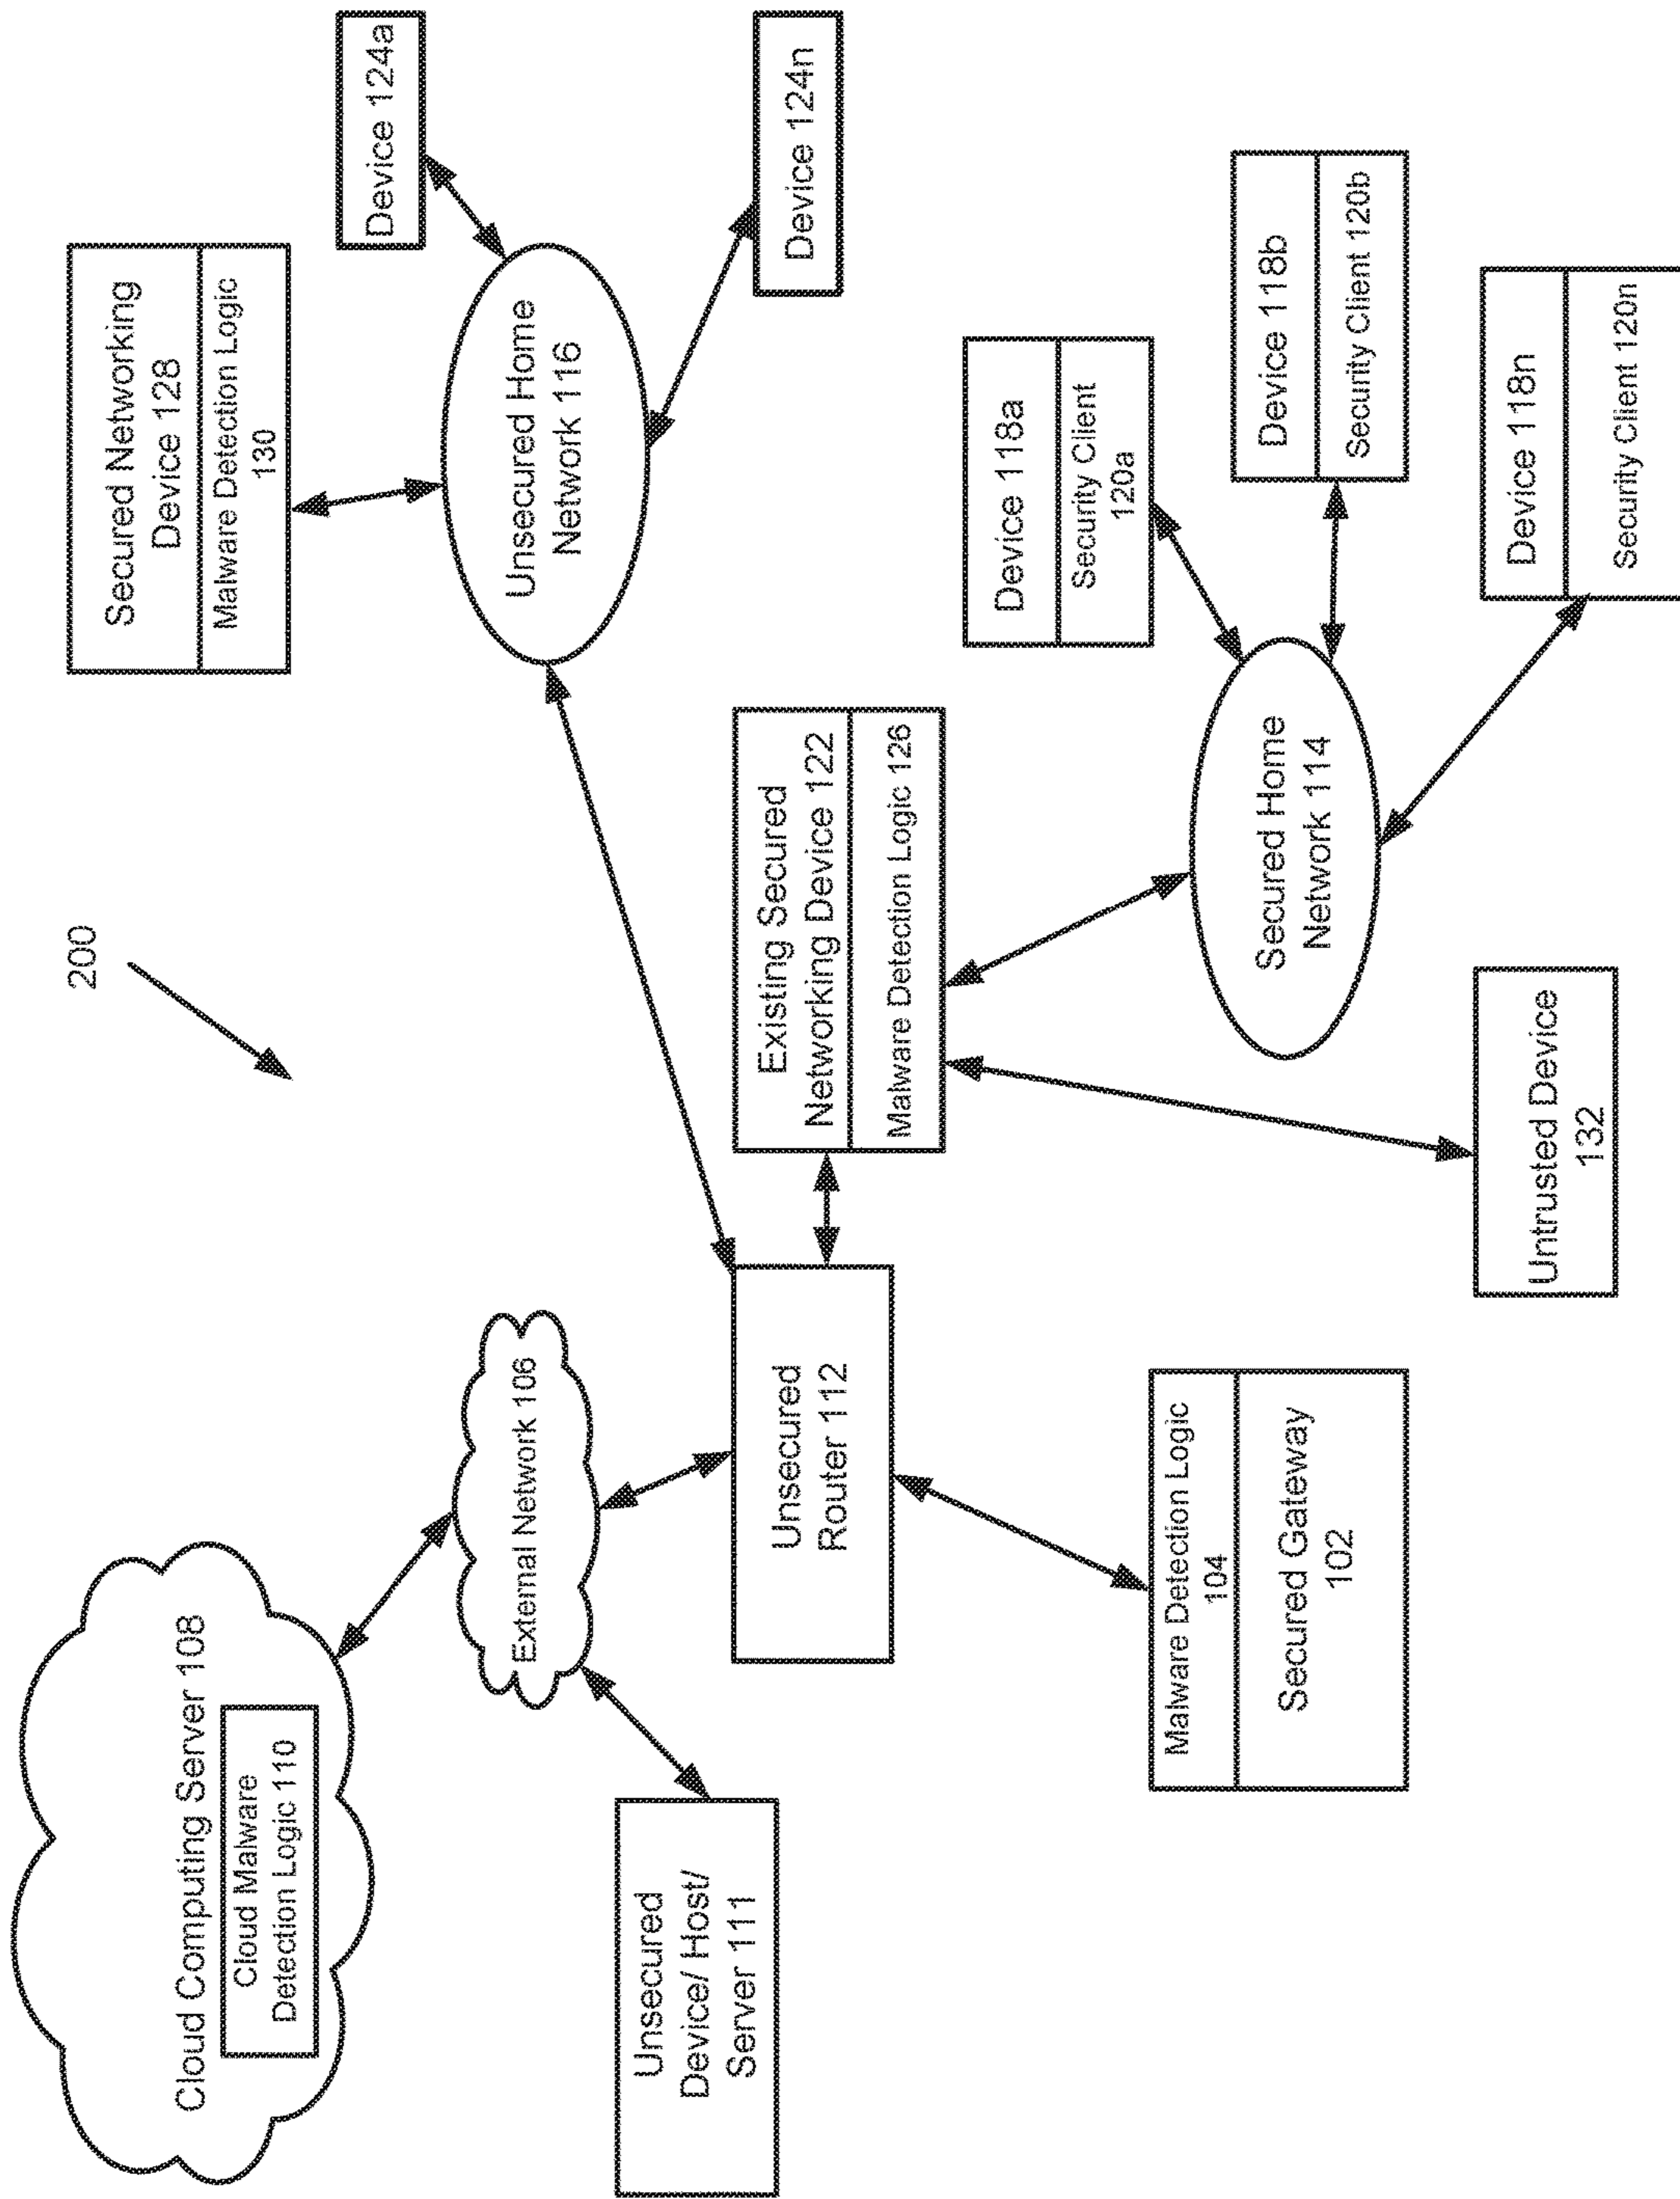 200
Cloud Computing Server 108
Cloud Malware
Detection Logic 110
External Network 106
Unsecured
Device/ Host/
Server 111
Unsecured
Router 112
Malware Detection Logic
104
Secured Gateway
102
Existing Secured
Networking Device 122
Malware Detection Logic 126
Untrusted Device
132
Secured Networking
Device 128
Malware Detection Logic
130
Unsecured Home
Network 116
Device 124a
Device 124n
Secured Home
Network 114
Device 118a
Security Client
120a
Device 118b
Security Client 120b
Device 118n
Security Client 120n